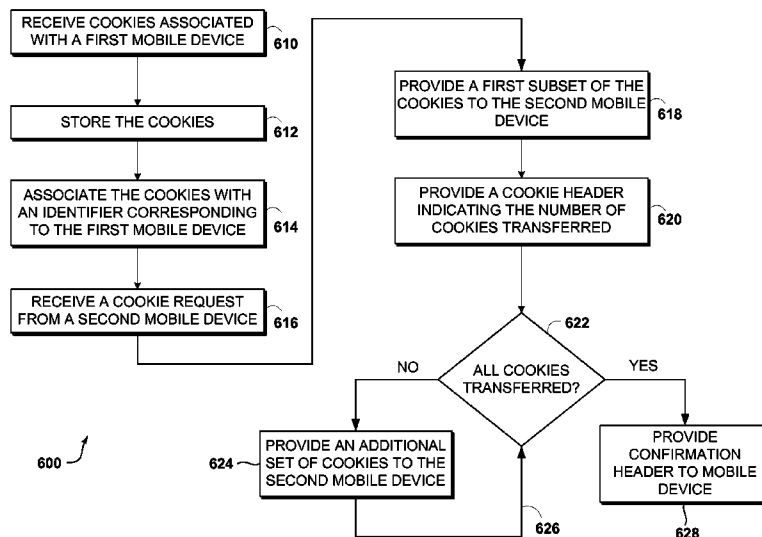 RECEIVE COOKIES ASSOCIATED
WITH A FIRST MOBILE DEVICE
610
STORE THE COOKIES
612
ASSOCIATE THE COOKIES WITH
AN IDENTIFIER CORRESPONDING
TO THE FIRST MOBILE DEVICE
614
RECEIVE A COOKIE REQUEST
FROM A SECOND MOBILE DEVICE
616
PROVIDE A FIRST SUBSET OF THE
COOKIES TO THE SECOND MOBILE
DEVICE
618
PROVIDE A COOKIE HEADER
INDICATING THE NUMBER OF
COOKIES TRANSFERRED
620
622
ALL COOKIES
TRANSFERRED?
NO
YES
624
PROVIDE AN ADDITIONAL
SET OF COOKIES TO THE
SECOND MOBILE DEVICE
626
PROVIDE
CONFIRMATION
HEADER TO MOBILE
DEVICE
628
600